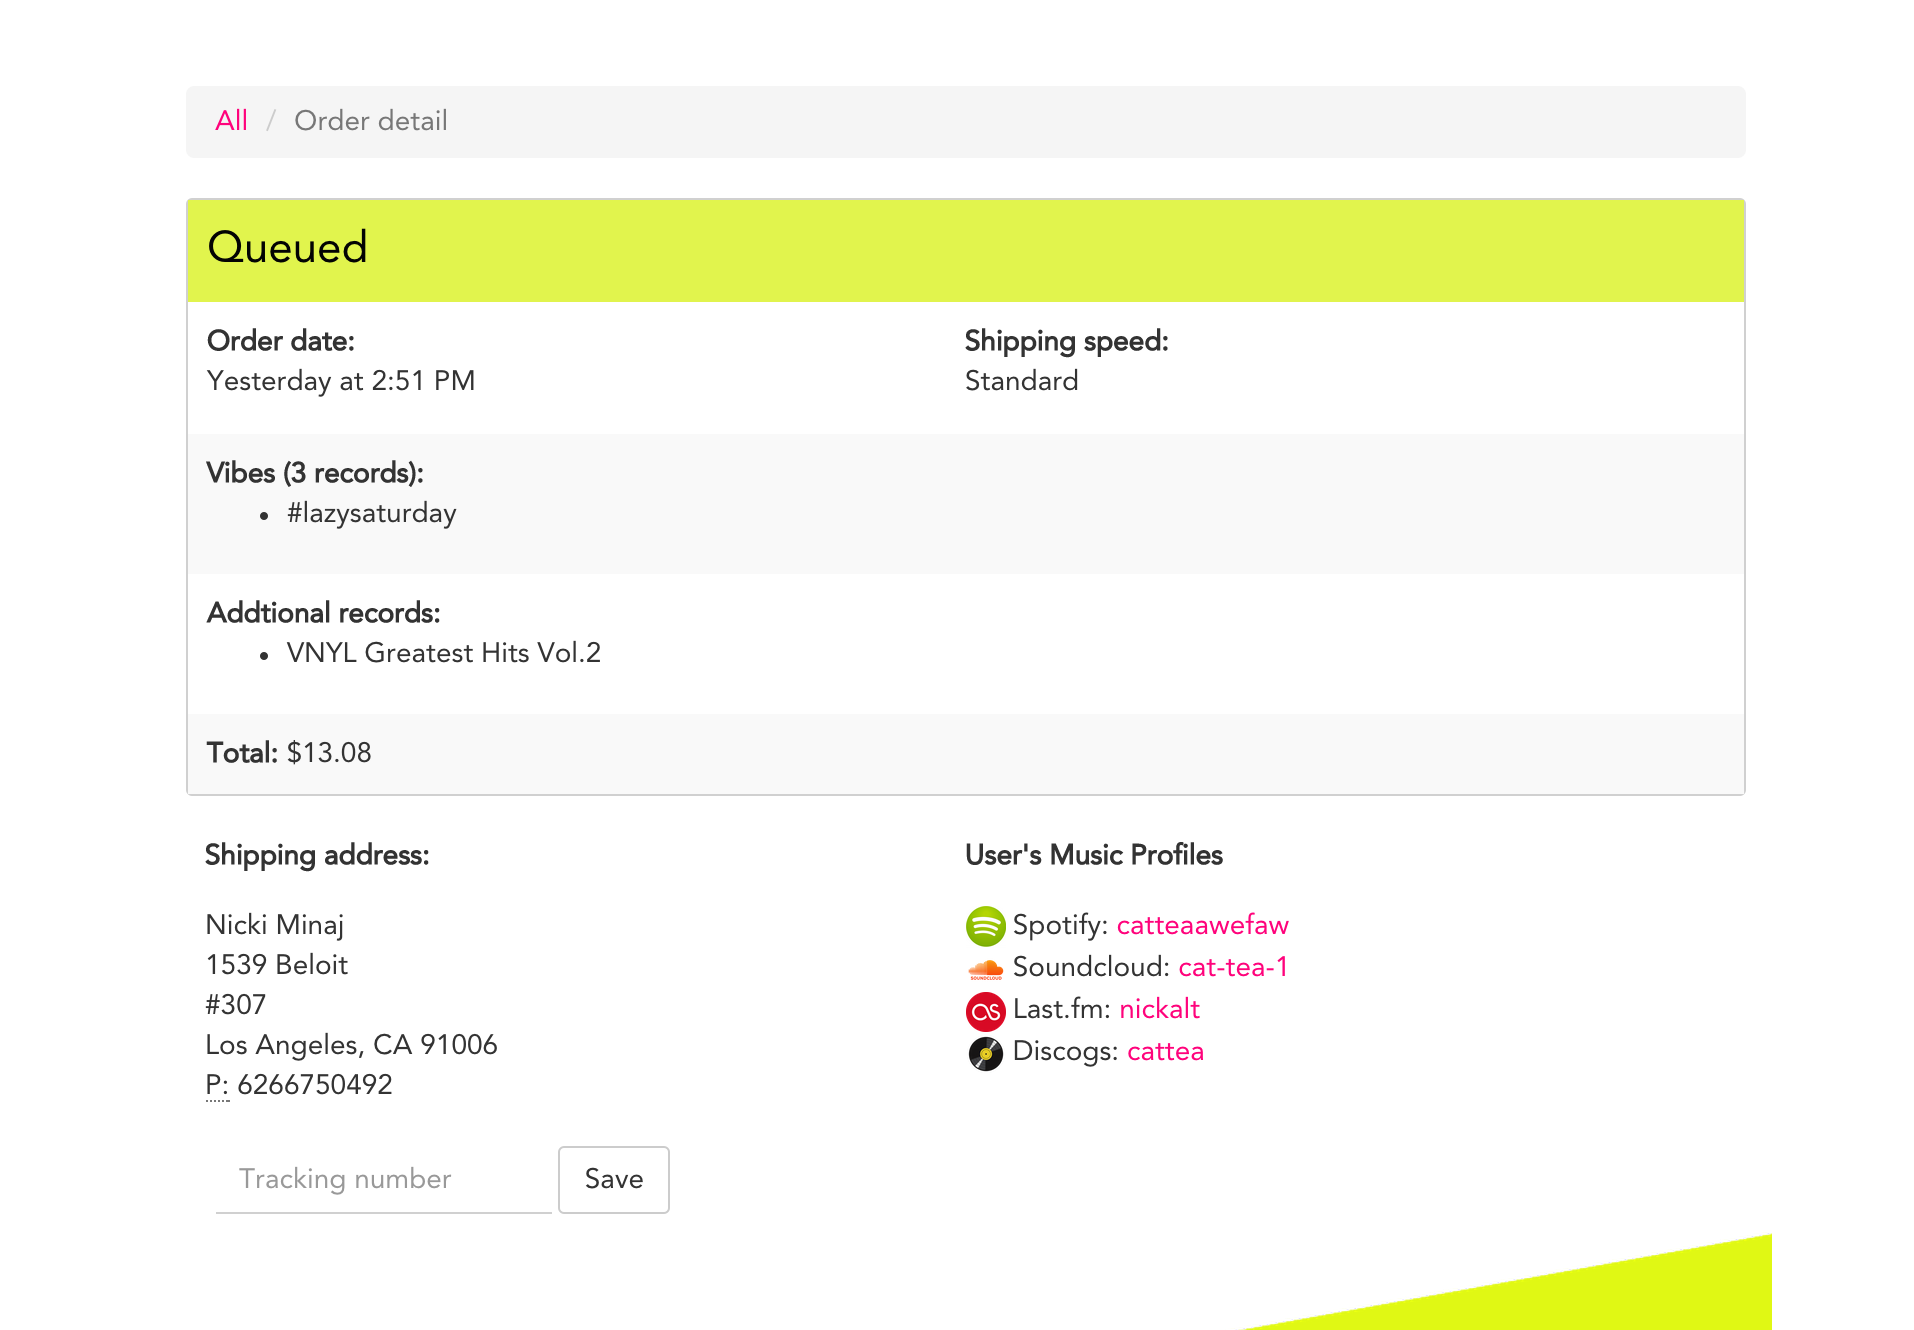 All / Order detail
Queued
Order date:
Yesterday at 2:51 PM
Shipping speed:
Standard
Vibes (3 records):
• #lazysaturday
Addtional records:
• VNYL Greatest Hits Vol.2
Total: $13.08
Shipping address:
Nicki Minaj
1539 Beloit
#307
Los Angeles, CA 91006
P: 6266750492
User's Music Profiles
Spotify: catteaawefaw
SOUNDCLOUD
Soundcloud: cat-tea-1
Last.fm: nickalt
Discogs: cattea
Tracking number
Save